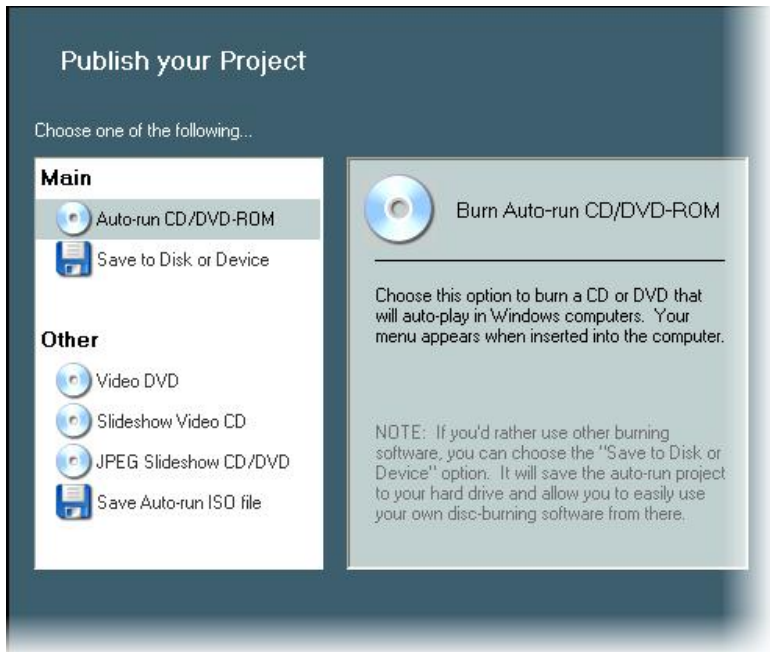 Publish your Project
Choose one of the following...
Main
Auto-run CD/DVD-ROM
Save to Disk or Device
Other
Video DVD
Slideshow Video CD
JPEG Slideshow CD/DVD
Save Auto-run ISO file
Burn Auto-run CD/DVD-ROM
Choose this option to burn a CD or DVD that
will auto-play in Windows computers. Your
menu appears when inserted into the computer.
NOTE: If you'd rather use other burning
software, you can choose the "Save to Disk or
Device" option. It will save the auto-run project
to your hard drive and allow you to easily use
your own disc-burning software from there.